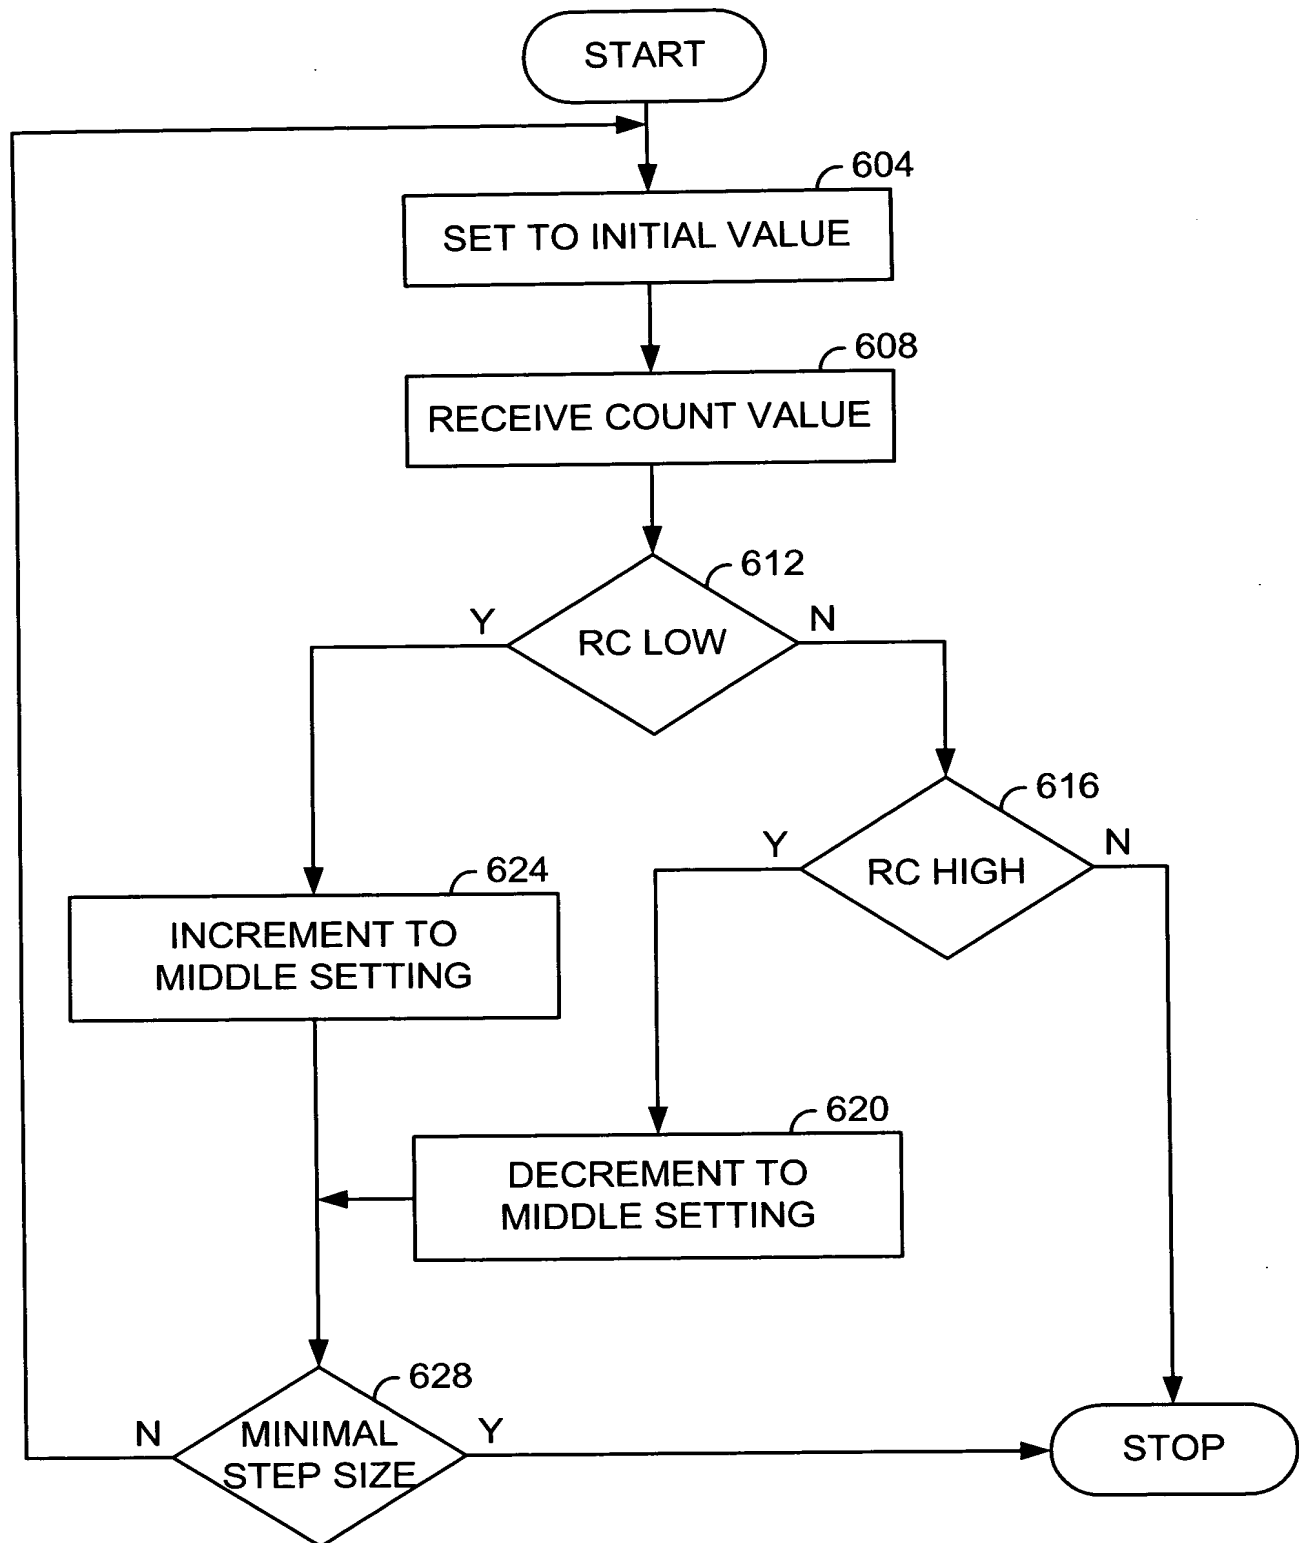 START
604
SET TO INITIAL VALUE
608
RECEIVE COUNT VALUE
612
Y
RC LOW
N
616
Y
RC HIGH
N
624
INCREMENT TO
MIDDLE SETTING
620
DECREMENT TO
MIDDLE SETTING
628
N
MINIMAL
STEP SIZE
Y
STOP